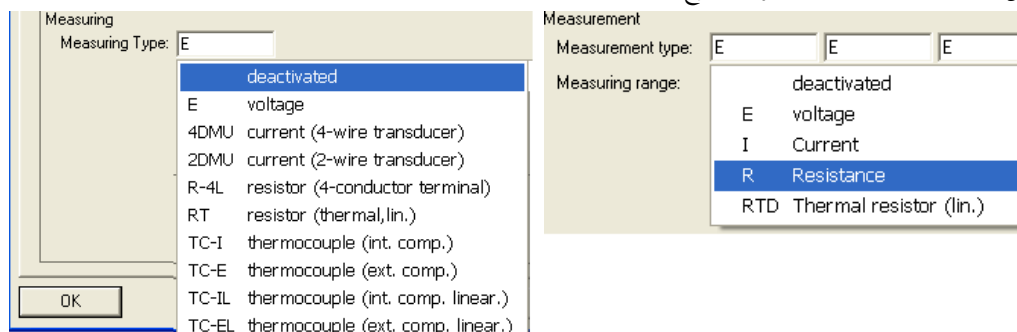 Measuring
Measuring Type: E
deactivated
E voltage
4DMU current (4-wire transducer)
2DMU current (2-wire transducer)
R-4L resistor (4-conductor terminal)
RT resistor (thermal,lin.)
TC-I thermocouple (int. comp.)
TC-E thermocouple (ext. comp.)
TC-IL thermocouple (int. comp. linear.)
TC-EL thermocouple (ext. comp. linear.)
OK
Measurement
Measurement type: E E E
Measuring range:
deactivated
E voltage
I Current
R Resistance
RTD Thermal resistor (lin.)